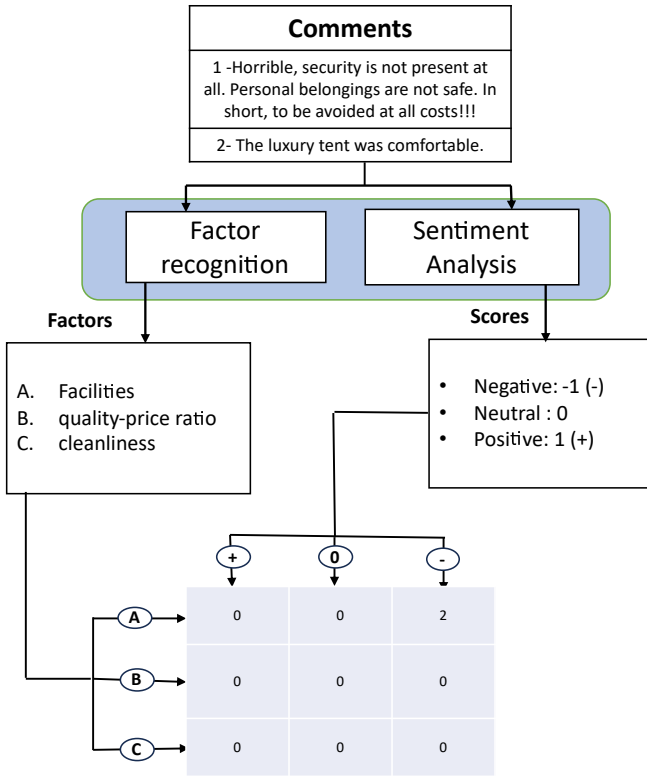 Comments
1 -Horrible, security is not present at
all. Personal belongings are not safe. In
short, to be avoided at all costs!!!
2- The luxury tent was comfortable.
Factor
recognition
Sentiment
Analysis
Factors
Scores
A. Facilities
B. quality-price ratio
C. cleanliness
• Negative: -1 (-)
• Neutral : 0
• Positive: 1 (+)
+ 0 -
A 0 0 2
B 0 0 0
C 0 0 0